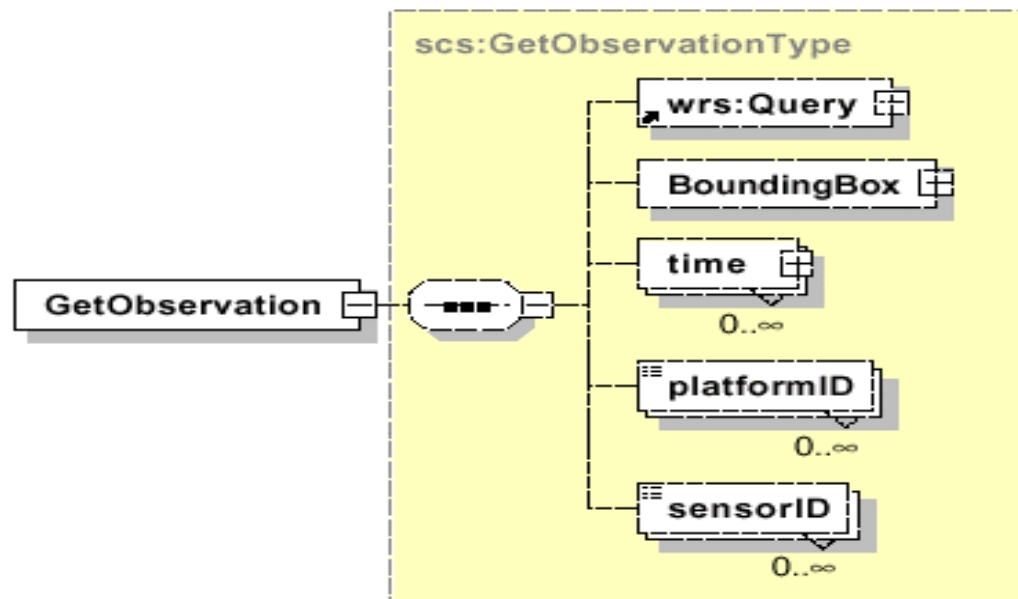 scs:GetObservationType
wrs:Query
BoundingBox
time
0..∞
GetObservation
platformID
0..∞
sensorID
0..∞